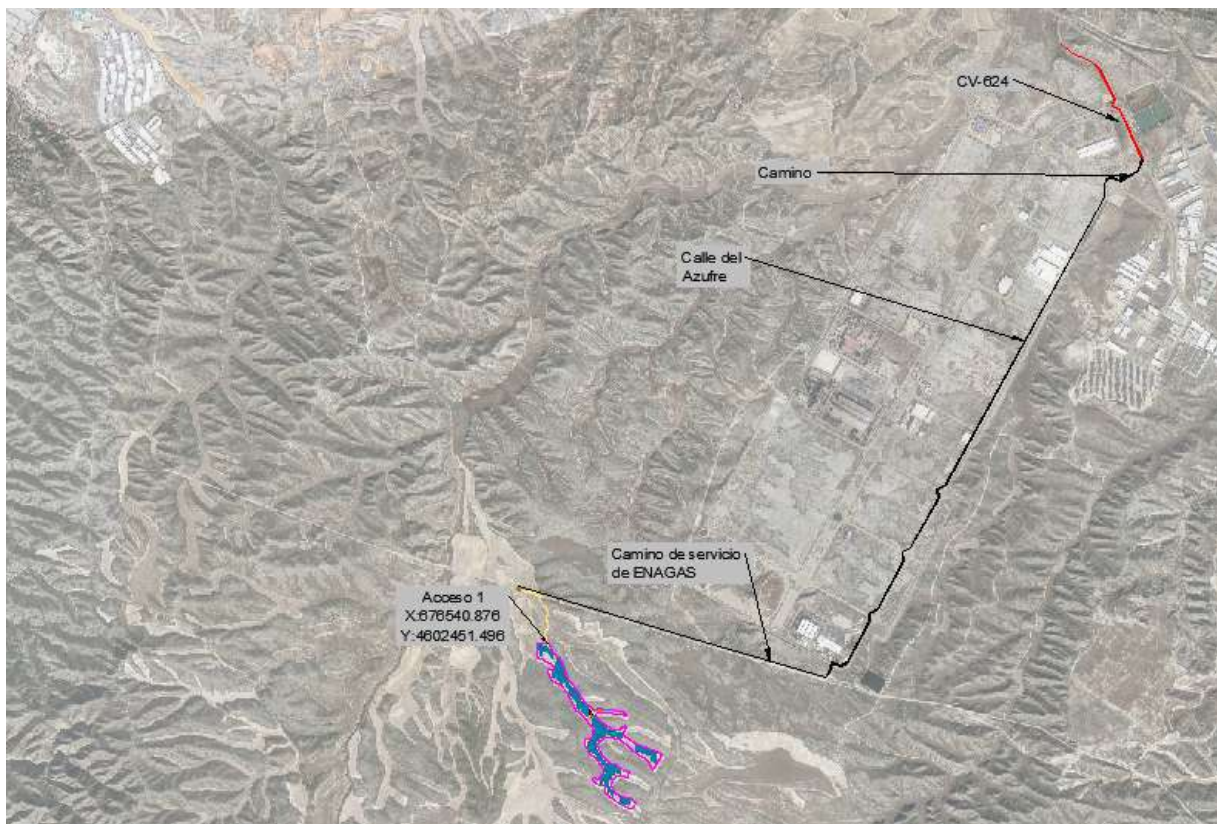 CV-624
Camino
Calle del
Azufre
Camino de servicio
de ENAGAS
Acceso 1
X:676540.876
Y:4602451.496